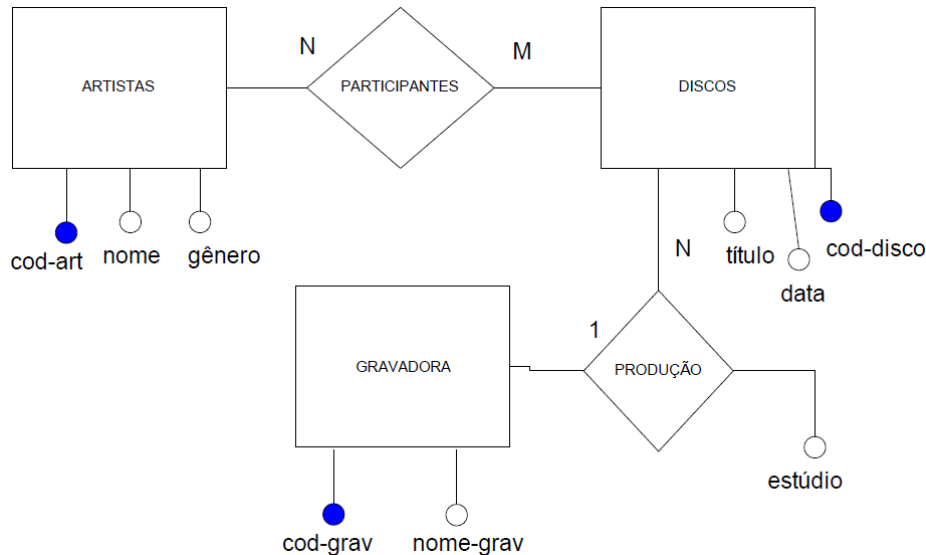 N
M
ARTISTAS
PARTICIPANTES
DISCOS
cod-art
nome
gênero
N
título
cod-disco
data
1
GRAVADORA
PRODUÇÃO
estúdio
cod-grav
nome-grav